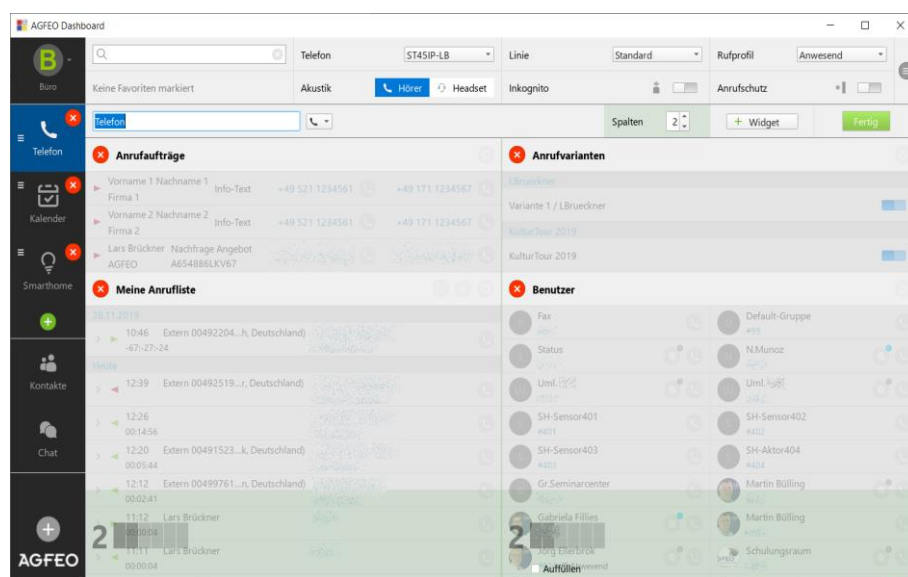 AGFEO Dashboard
B
Büro
Telefon ST45IP-LB Linie Standard Rufprofil Anwesend
Keine Favoriten markiert Akustik Hörer Headset Inkognito Anrufschutz
Telefon Spalten 2 + Widget Fertig
Telefon
Kalender
Smarthome
Kontakte
Chat
AGFEO
Anrufaufträge
Vorname 1 Nachname 1 Info-Text +49 521 1234561 +49 171 1234567
Firma 1
Vorname 2 Nachname 2 Info-Text +49 521 1234561 +49 171 1234567
Firma 2
Lars Brückner Nachfrage Angebot
AGFEO A654886LKV67
Anrufvarianten
LBrueckner
Variante 1 / LBrueckner
KulturTour 2019
KulturTour 2019
Meine Anrufliste
28.11.2019
10:46 Extern 00492204...h, Deutschland)
-67:-27:-24
Heute
12:39 Extern 00492519...r, Deutschland)
12:26
00:14:56
12:20 Extern 00491523...k, Deutschland)
00:05:44
12:12 Extern 00499761...n, Deutschland)
00:02:41
11:12 Lars Brückner
00:00:04
11:11 Lars Brückner
00:00:04
2
Benutzer
Fax Default-Gruppe
#99
Status N.Munoz
Uml. Uml.
SH-Sensor401 SH-Sensor402
#401 #402
SH-Sensor403 SH-Aktor404
#403 #404
Gr.Seminarcenter Martin Bülling
Gabriela Fillies Martin Bülling
Jörg Ellerbrok Schulungsraum
2
Auffüllen